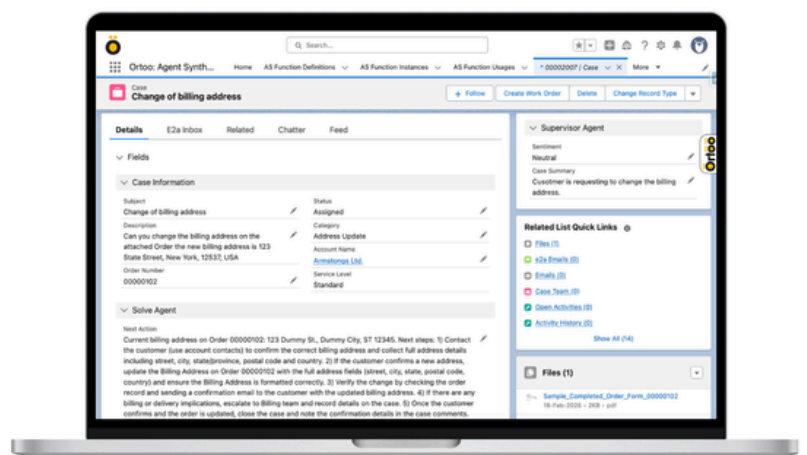 Search...
Ortoo: Agent Synth... Home AS Function Definitions AS Function Instances AS Function Usages * 00002007 | Case More
Case
Change of billing address
+ Follow Create Work Order Delete Change Record Type
Details E2a Inbox Related Chatter Feed
Fields
Case Information
Subject
Change of billing address
Description
Can you change the billing address on the
attached Order the new billing address is 123
State Street, New York, 12537, USA
Order Number
00000102
Status
Assigned
Category
Address Update
Account Name
Armstongs Ltd.
Service Level
Standard
Solve Agent
Next Action
Current billing address on Order 00000102: 123 Dummy St., Dummy City, ST 12345. Next steps: 1) Contact
the customer (use account contacts) to confirm the correct billing address and collect full address details
including street, city, state/province, postal code and country. 2) If the customer confirms a new address,
update the Billing Address on Order 00000102 with the full address fields (street, city, state, postal code,
country) and ensure the Billing Address is formatted correctly. 3) Verify the change by checking the order
record and sending a confirmation email to the customer with the updated billing address. 4) If there are any
billing or delivery implications, escalate to Billing team and record details on the case. 5) Once the customer
confirms and the order is updated, close the case and note the confirmation details in the case comments.
Supervisor Agent
Sentiment
Neutral
Case Summary
Cusotmer is requesting to change the billing
address.
Ortoo
Related List Quick Links
Files (1)
e2a Emails (0)
Emails (0)
Case Team (0)
Open Activities (0)
Activity History (0)
Show All (14)
Files (1)
Sample_Completed_Order_Form_00000102
18-Feb-2026 • 2KB • pdf